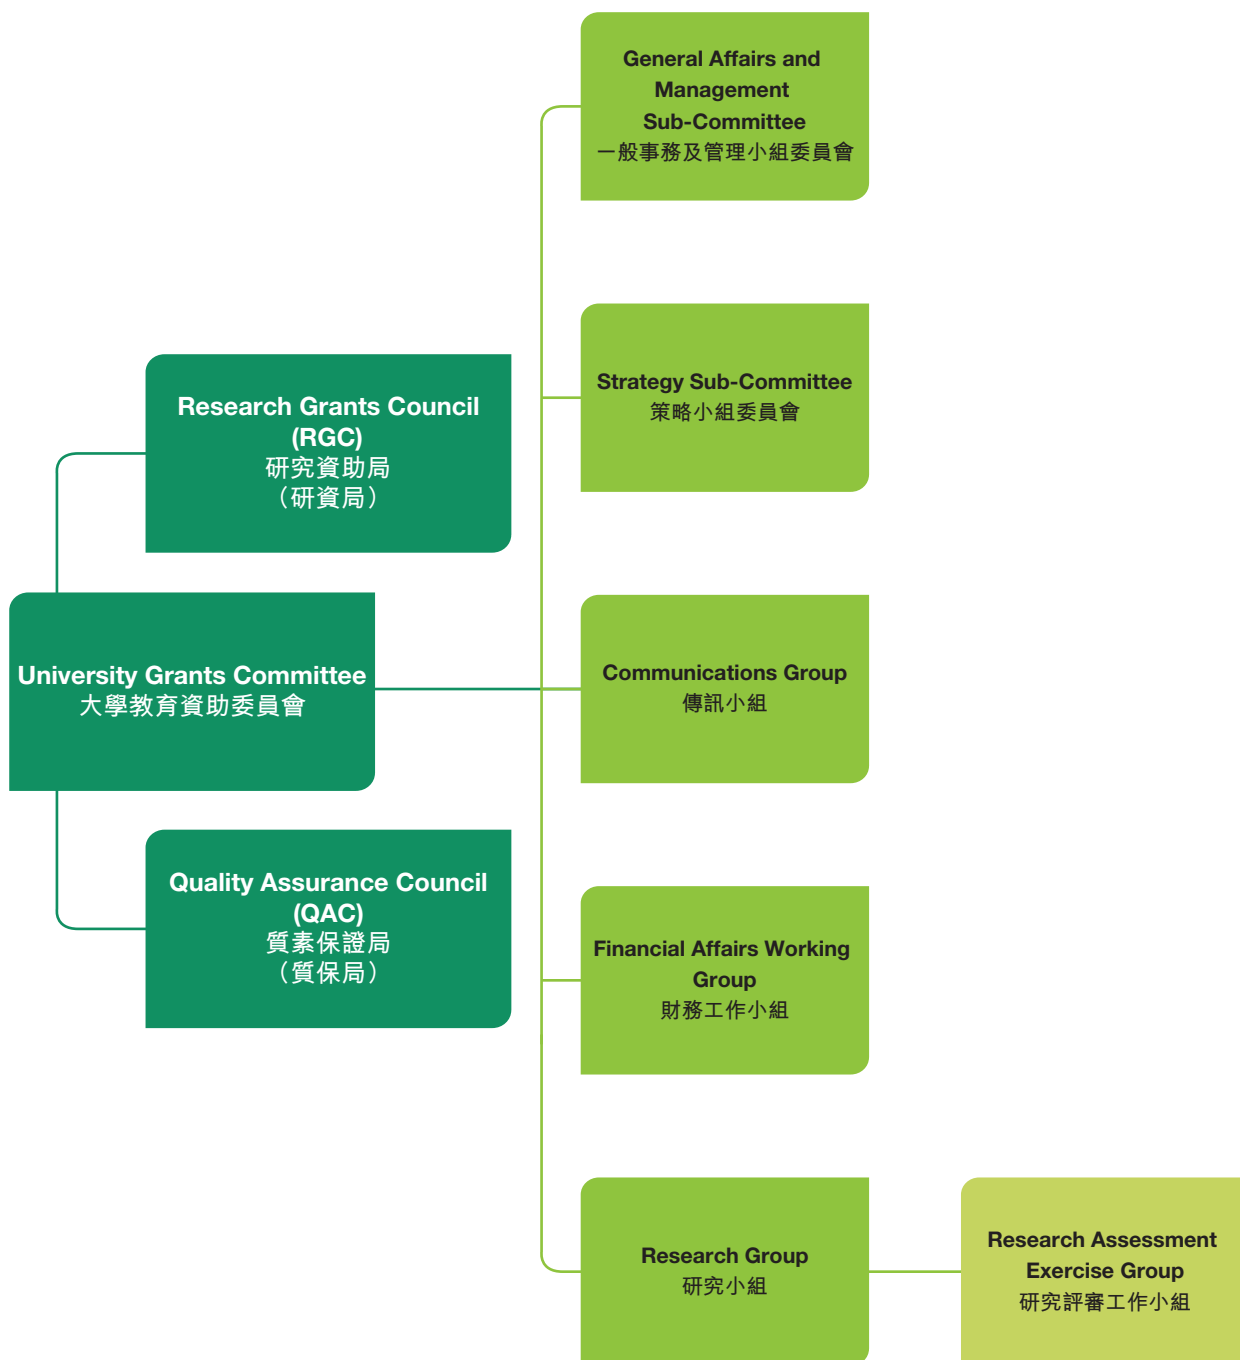 General Affairs and
Management
Sub-Committee
一般事務及管理小組委員會
Strategy Sub-Committee
策略小組委員會
Research Grants Council
(RGC)
研究資助局
（研資局）
University Grants Committee
大學教育資助委員會
Communications Group
傳訊小組
Quality Assurance Council
(QAC)
質素保證局
（質保局）
Financial Affairs Working
Group
財務工作小組
Research Group
研究小組
Research Assessment
Exercise Group
研究評審工作小組